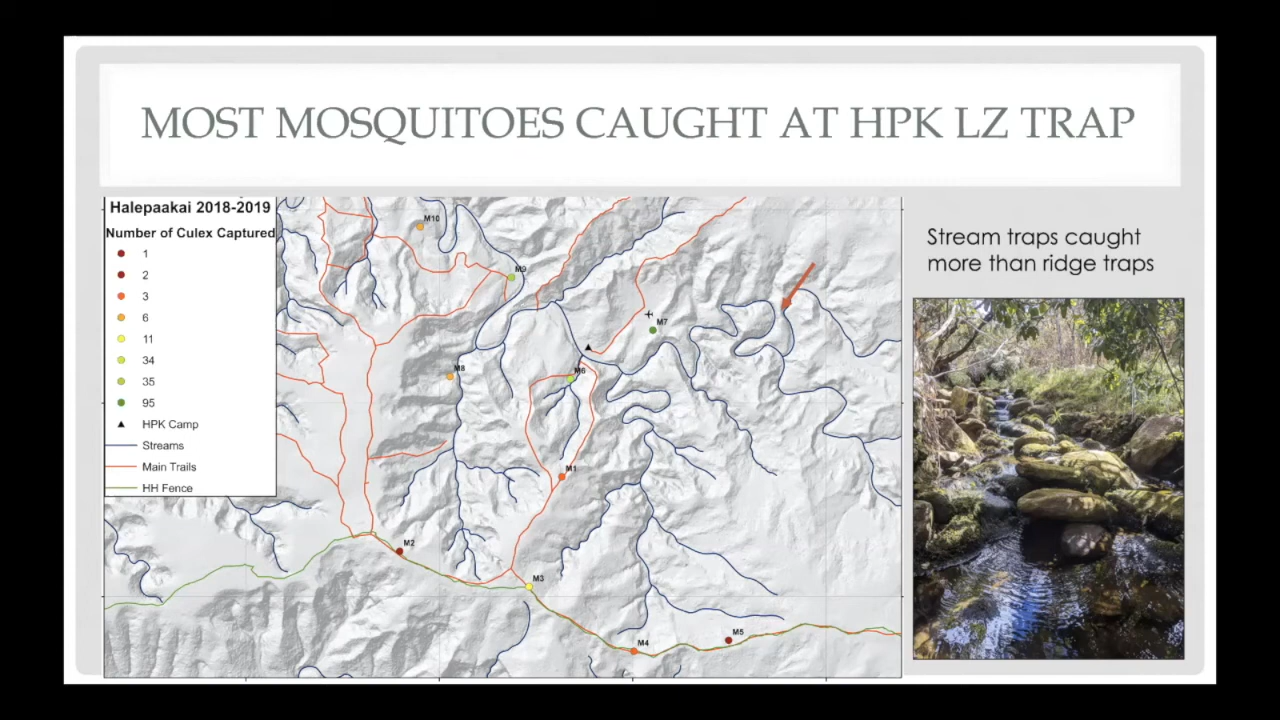 MOST MOSQUITOES CAUGHT AT HPK LZ TRAP
Halepaakai 2018-2019
Number of Culex Captured
1
2
3
6
11
34
35
95
HPK Camp
Streams
Main Trails
HH Fence
M10
M9
M7
M8
M6
M1
M2
M3
M4
M5
Stream traps caught
more than ridge traps